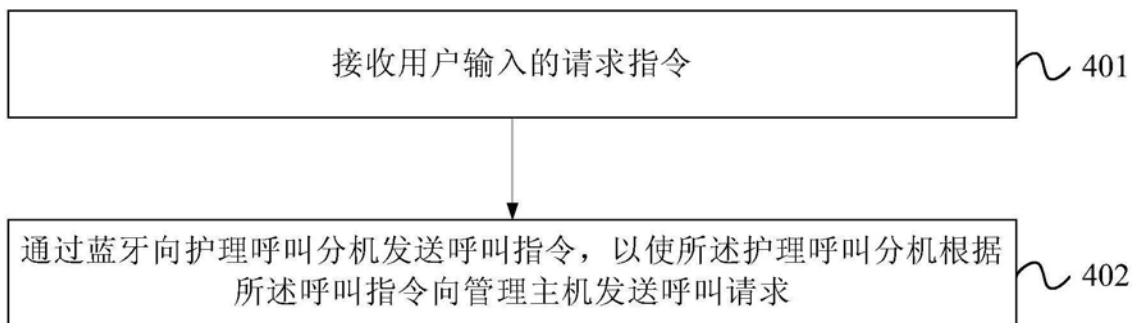 接收用户输入的请求指令
401
通过蓝牙向护理呼叫分机发送呼叫指令，以使所述护理呼叫分机根据
所述呼叫指令向管理主机发送呼叫请求
402